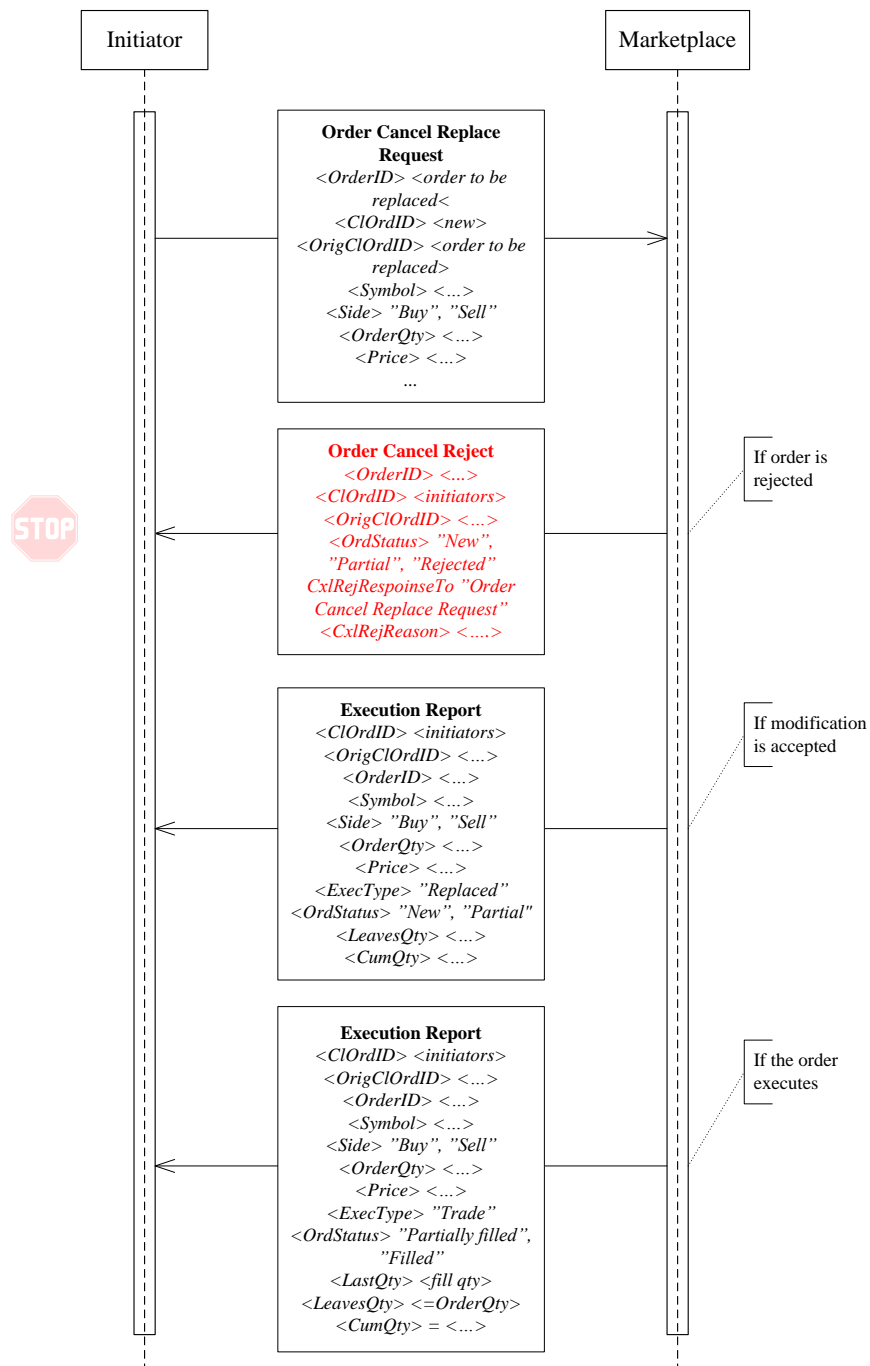 Initiator
Marketplace
Order Cancel Replace
Request
<OrderID> <order to be
replaced<
<ClOrdID> <new>
<OrigClOrdID> <order to be
replaced>
<Symbol> <...>
<Side> ”Buy”, ”Sell”
<OrderQty> <...>
<Price> <...>
...
Order Cancel Reject
<OrderID> <...>
<ClOrdID> <initiators>
<OrigClOrdID> <...>
<OrdStatus> ”New”,
”Partial”, ”Rejected”
CxlRejRespoinseTo ”Order
Cancel Replace Request”
<CxlRejReason> <....>
If order is
rejected
STOP
Execution Report
<ClOrdID> <initiators>
<OrigClOrdID> <...>
<OrderID> <...>
<Symbol> <...>
<Side> ”Buy”, ”Sell”
<OrderQty> <...>
<Price> <...>
<ExecType> ”Replaced”
<OrdStatus> ”New”, ”Partial"
<LeavesQty> <...>
<CumQty> <...>
If modification
is accepted
Execution Report
<ClOrdID> <initiators>
<OrigClOrdID> <...>
<OrderID> <...>
<Symbol> <...>
<Side> ”Buy”, ”Sell”
<OrderQty> <...>
<Price> <...>
<ExecType> ”Trade”
<OrdStatus> ”Partially filled”,
”Filled”
<LastQty> <fill qty>
<LeavesQty> <=OrderQty>
<CumQty> = <...>
If the order
executes